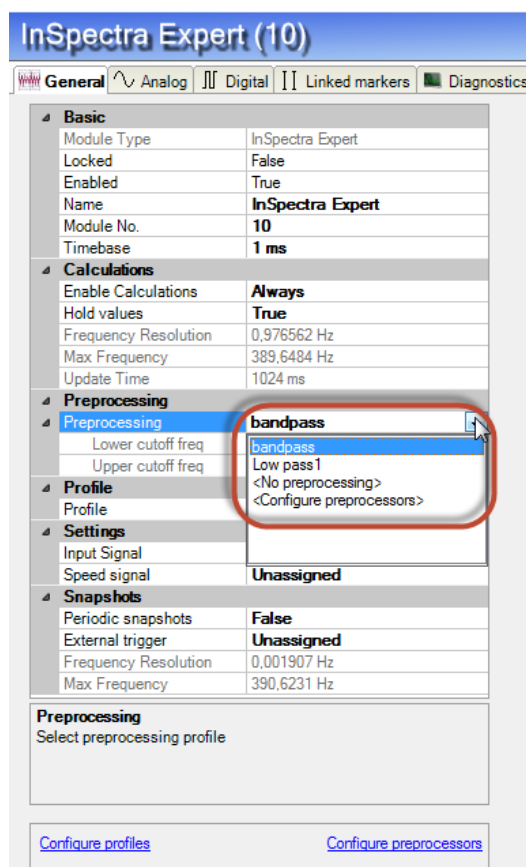 InSpectra Expert (10)
General Analog Digital Linked markers Diagnostics
Basic
Module Type InSpectra Expert
Locked False
Enabled True
Name InSpectra Expert
Module No. 10
Timebase 1 ms
Calculations
Enable Calculations Always
Hold values True
Frequency Resolution 0,976562 Hz
Max Frequency 389,6484 Hz
Update Time 1024 ms
Preprocessing
Preprocessing bandpass
Lower cutoff freq bandpass
Upper cutoff freq Low pass1
<No preprocessing>
Profile <Configure preprocessors>
Profile
Settings
Input Signal
Speed signal Unassigned
Snapshots
Periodic snapshots False
External trigger Unassigned
Frequency Resolution 0,001907 Hz
Max Frequency 390,6231 Hz
Preprocessing
Select preprocessing profile
Configure profiles Configure preprocessors